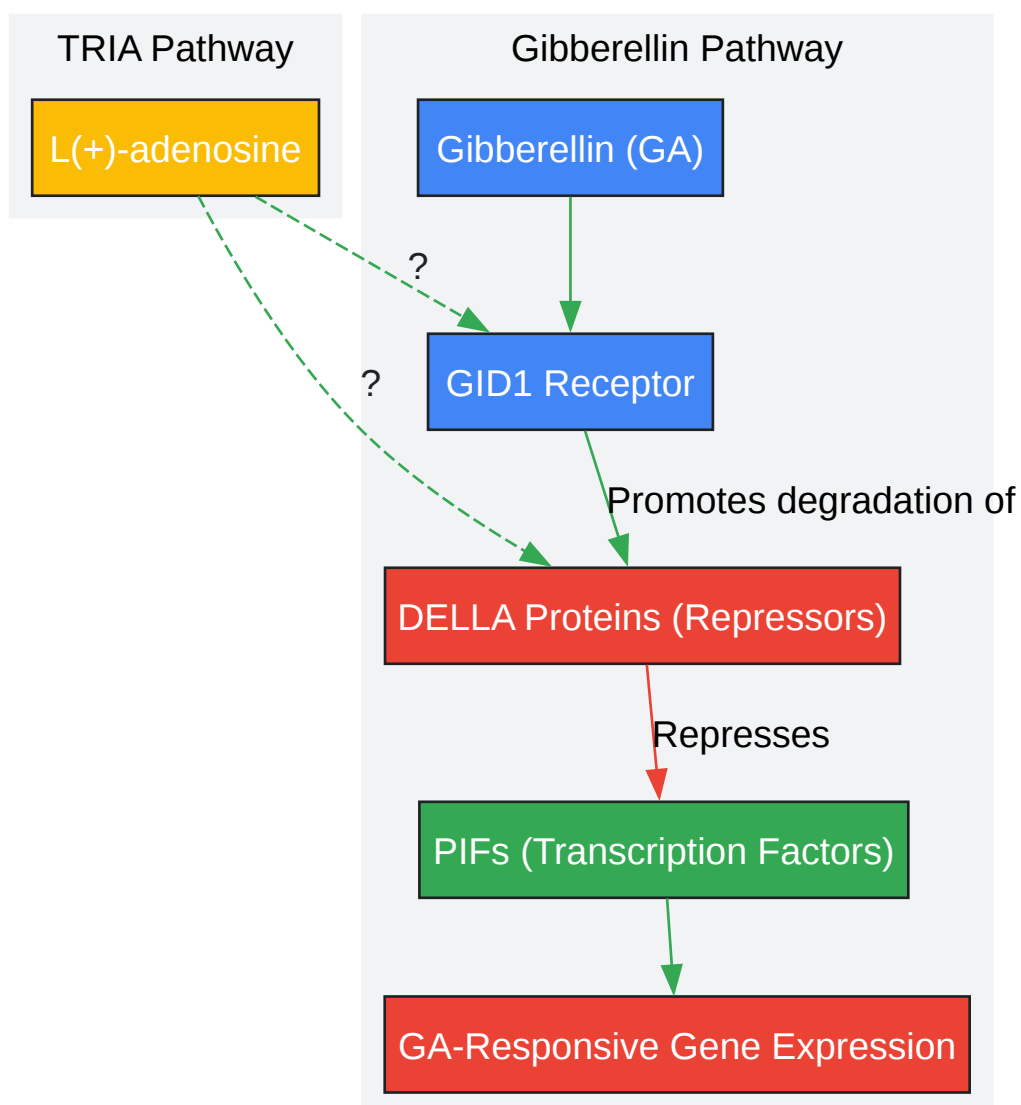 TRIA Pathway
Gibberellin Pathway
L(+)-adenosine
Gibberellin (GA)
?
?
GID1 Receptor
Promotes degradation of
DELLA Proteins (Repressors)
Represses
PIFs (Transcription Factors)
GA-Responsive Gene Expression